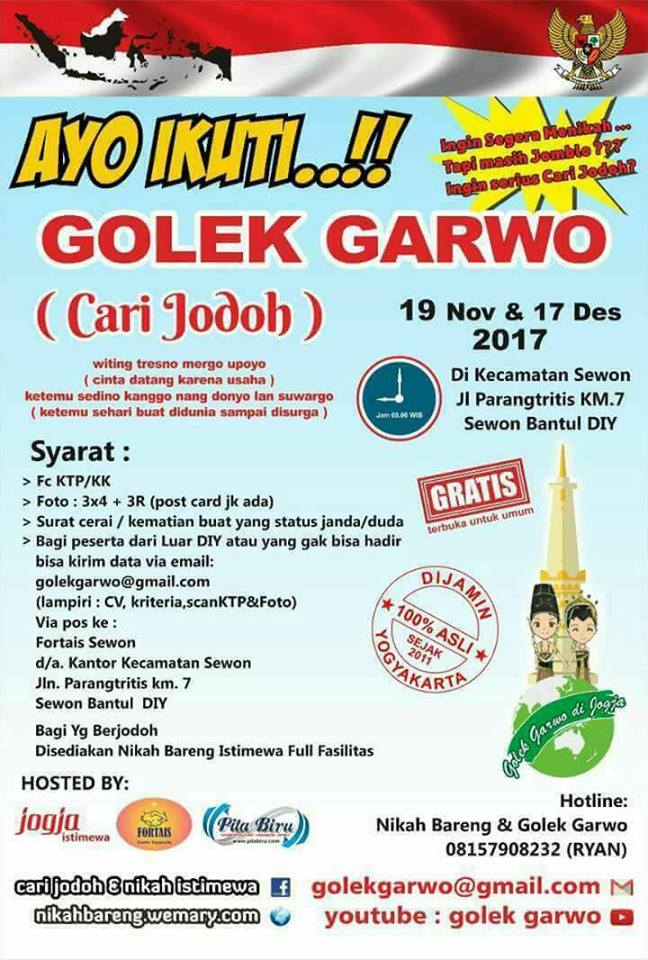 AYO IKUTI..!!
Ingin Segera Menikah ...
Tapi masih Jomblo ???
Ingin serius Cari Jodoh?
GOLEK GARWO
( Cari Jodoh )
19 Nov & 17 Des
2017
witing tresno mergo upoyo
( cinta datang karena usaha )
ketemu sedino kanggo nang donyo lan suwargo
( ketemu sehari buat didunia sampai disurga )
Jam 09.00 WIB
Di Kecamatan Sewon
Jl Parangtritis KM.7
Sewon Bantul DIY
Syarat :
> Fc KTP/KK
> Foto : 3x4 + 3R (post card jk ada)
> Surat cerai / kematian buat yang status janda/duda
> Bagi peserta dari Luar DIY atau yang gak bisa hadir
bisa kirim data via email:
golekgarwo@gmail.com
(lampiri : CV, kriteria,scanKTP&Foto)
Via pos ke :
Fortais Sewon
d/a. Kantor Kecamatan Sewon
Jln. Parangtritis km. 7
Sewon Bantul DIY
Bagi Yg Berjodoh
Disediakan Nikah Bareng Istimewa Full Fasilitas
GRATIS
terbuka untuk umum
DIJAMIN
100% ASLI
SEJAK
2011
YOGYAKARTA
Golek Garwo di Jogja
HOSTED BY:
jogja
istimewa
FORTAIS
Pita Biru
www.pitabiru.com
Hotline:
Nikah Bareng & Golek Garwo
08157908232 (RYAN)
cari jodoh & nikah istimewa
golekgarwo@gmail.com
nikahbareng.wemary.com
youtube : golek garwo